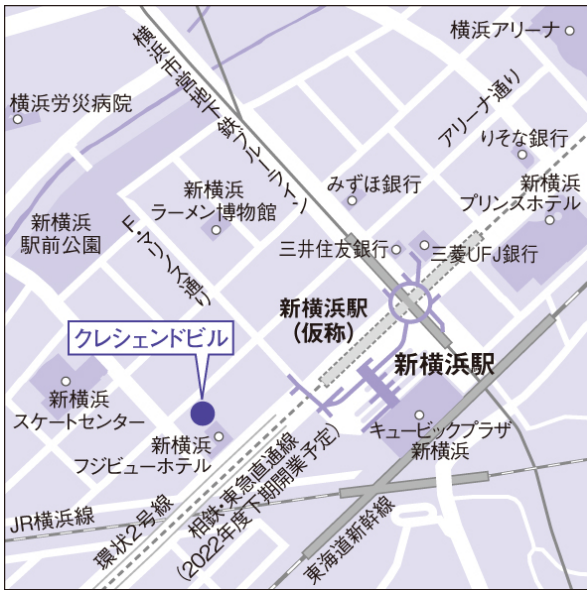 横浜アリーナ
横浜市営地下鉄ブルーライン
横浜労災病院
アリーナ通り
りそな銀行
みずほ銀行
新横浜
プリンスホテル
新横浜
ラーメン博物館
新横浜
駅前公園
F・マリノス通り
三井住友銀行
三菱UFJ銀行
新横浜駅
(仮称)
クレシェンドビル
新横浜駅
新横浜
スケートセンター
新横浜
フジビューホテル
キュービックプラザ
新横浜
JR横浜線
環状2号線
相鉄・東急直通線
(2022年度下期開業予定)
東海道新幹線